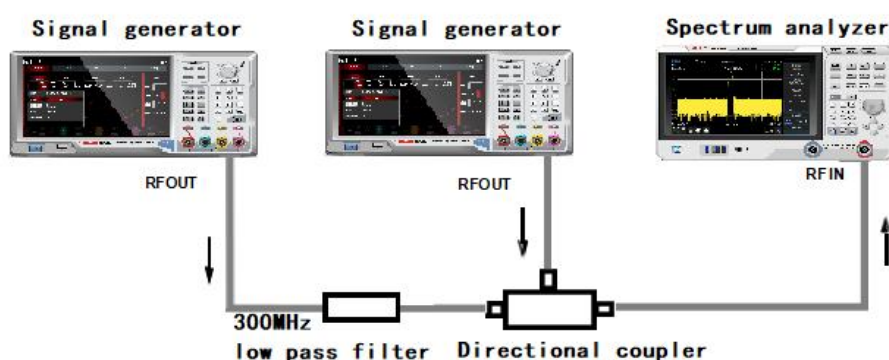 Signal generator
Signal generator
Spectrum analyzer
RFOUT
RFOUT
RFIN
300MHz
low pass filter
Directional coupler